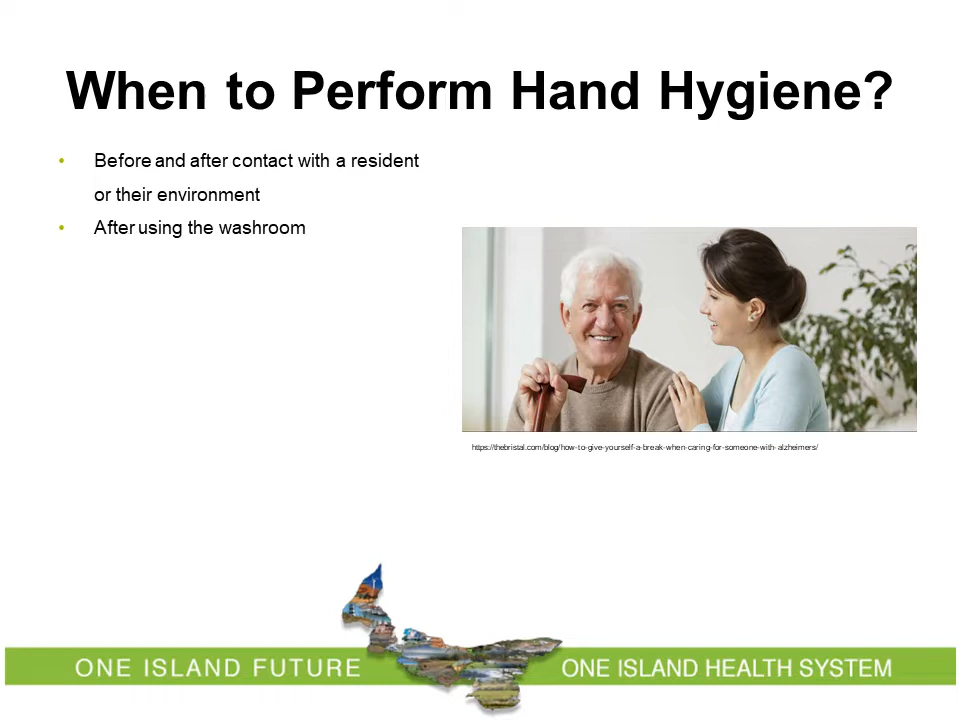 When to Perform Hand Hygiene?
• Before and after contact with a resident
or their environment
• After using the washroom
https://thebristal.com/blog/how-to-give-yourself-a-break-when-caring-for-someone-with-alzheimers/
ONE ISLAND FUTURE
ONE ISLAND HEALTH SYSTEM